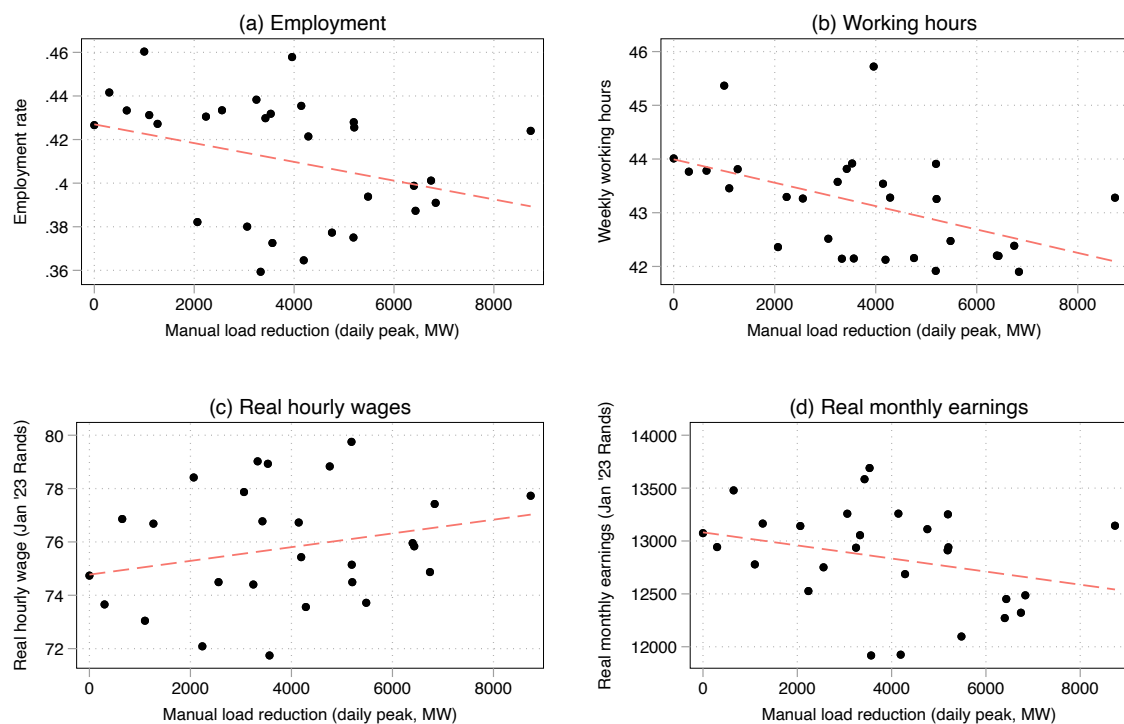 (a) Employment
Employment rate
.46
.44
.42
.4
.38
.36
0 2000 4000 6000 8000
Manual load reduction (daily peak, MW)
(b) Working hours
Weekly working hours
46
45
44
43
42
0 2000 4000 6000 8000
Manual load reduction (daily peak, MW)
(c) Real hourly wages
Real hourly wage (Jan '23 Rands)
80
78
76
74
72
0 2000 4000 6000 8000
Manual load reduction (daily peak, MW)
(d) Real monthly earnings
Real monthly earnings (Jan '23 Rands)
14000
13500
13000
12500
12000
0 2000 4000 6000 8000
Manual load reduction (daily peak, MW)